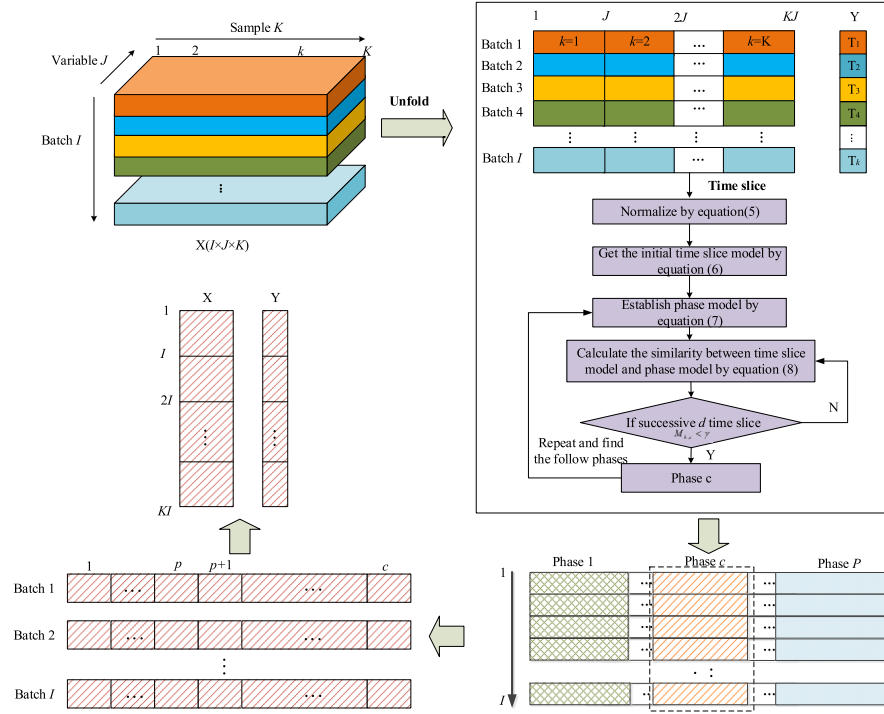 Sample K
1 2 k K
Variable J
Batch I
⋮
X(I×J×K)
Unfold
1 J 2J KJ Y
Batch 1 k=1 k=2 ... k=K T1
Batch 2 ... T2
Batch 3 ... T3
Batch 4 ... T4
⋮ ⋮ ⋮ ⋮ ⋮
Batch I ... Tk
Time slice
Normalize by equation(5)
Get the initial time slice model by
equation (6)
Establish phase model by
equation (7)
Calculate the similarity between time slice
model and phase model by equation (8)
N
If successive d time slice
< γ
Y
Repeat and find
the follow phases
Phase c
X Y
1
I
2I
⋮ ⋮
KI
Phase 1 Phase c Phase P
1
... ...
... ...
... ...
... ...
. :
I ... ...
1 p p+1 c
Batch 1 ... ...
Batch 2 ... ...
⋮
Batch I ... ...